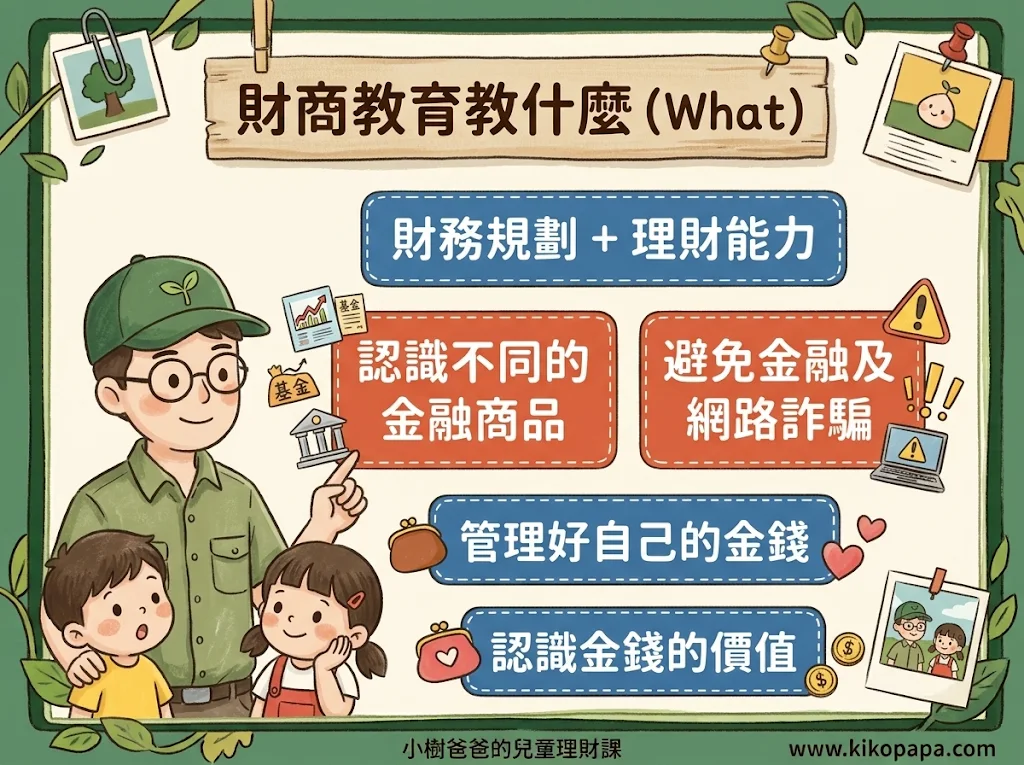 財商教育教什麼 (What)
財務規劃 + 理財能力
基金
基金
認識不同的
金融商品
避免金融及
網路詐騙
管理好自己的金錢
認識金錢的價值
$
$
小樹爸爸的兒童理財課
www.kikopapa.com